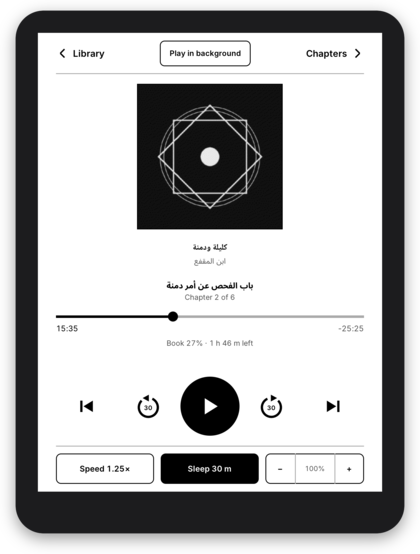 Library
Play in background
Chapters
كليلة ودمنة
ابن المقفع
باب الفحص عن أمر دمنة
Chapter 2 of 6
15:35
-25:25
Book 27% · 1 h 46 m left
30
30
Speed 1.25×
Sleep 30 m
−
100%
+